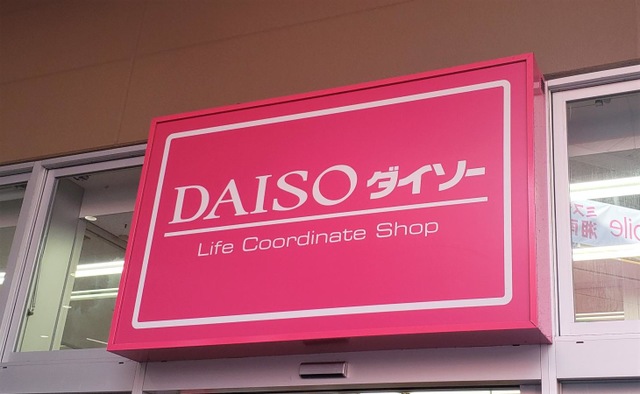 DAISO ダイソー
Life Coordinate Shop